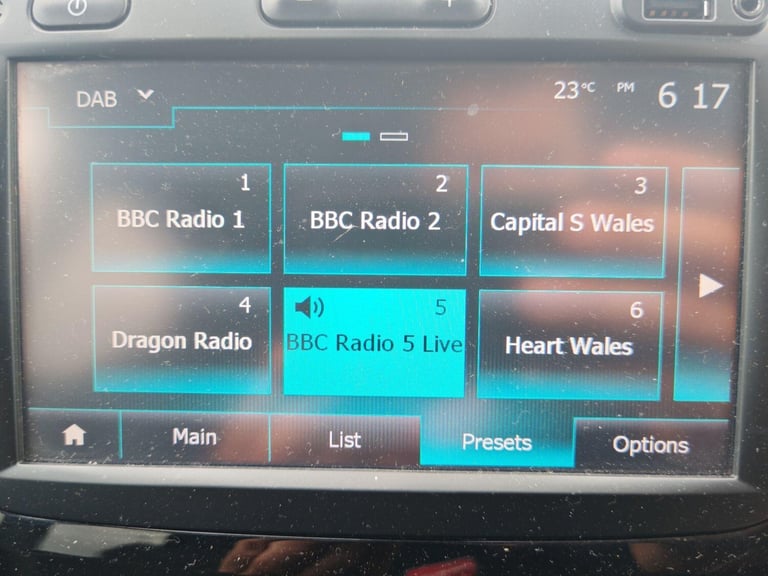 DAB
23°C PM 6 17
1
BBC Radio 1
2
BBC Radio 2
3
Capital S Wales
4
Dragon Radio
5
BBC Radio 5 Live
6
Heart Wales
Main
List
Presets
Options